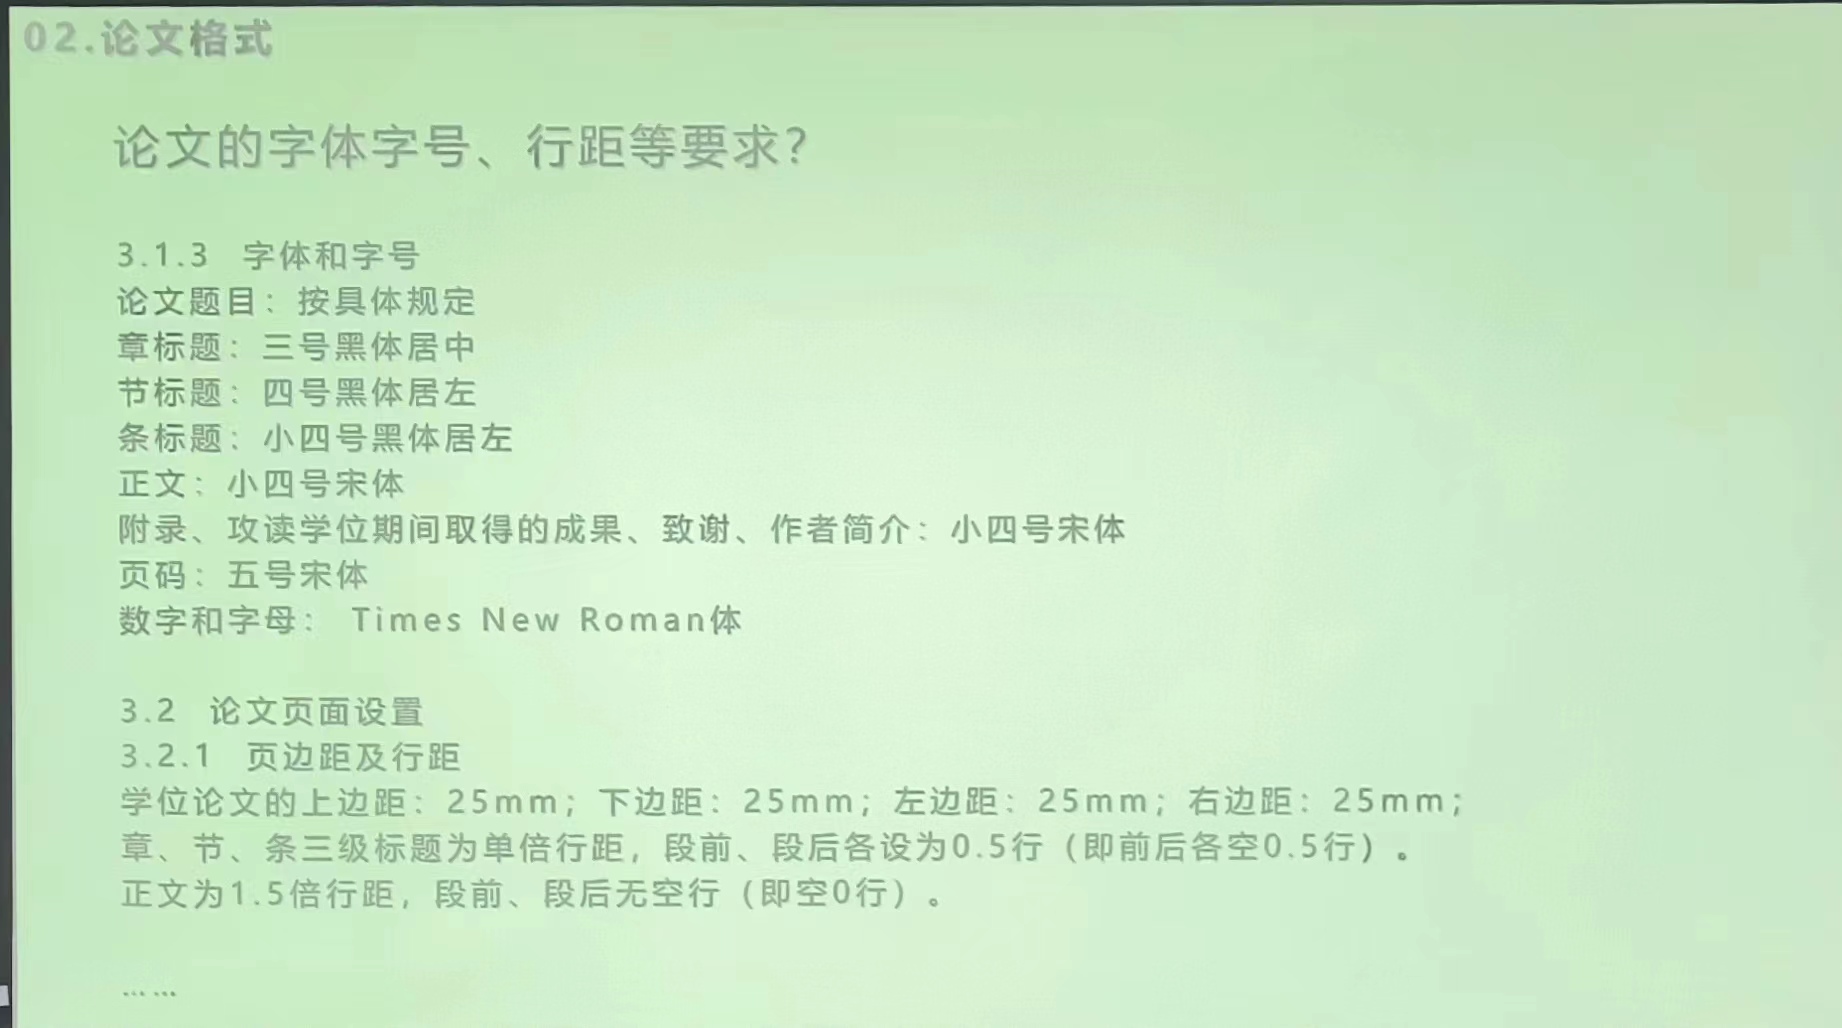 02.论文格式
论文的字体字号、行距等要求？
3.1.3 字体和字号
论文题目：按具体规定
章标题：三号黑体居中
节标题：四号黑体居左
条标题：小四号黑体居左
正文：小四号宋体
附录、攻读学位期间取得的成果、致谢、作者简介：小四号宋体
页码：五号宋体
数字和字母： Times New Roman体
3.2 论文页面设置
3.2.1 页边距及行距
学位论文的上边距：25mm；下边距：25mm；左边距：25mm；右边距：25mm；
章、节、条三级标题为单倍行距，段前、段后各设为0.5行（即前后各空0.5行）。
正文为1.5倍行距，段前、段后无空行（即空0行）。
……